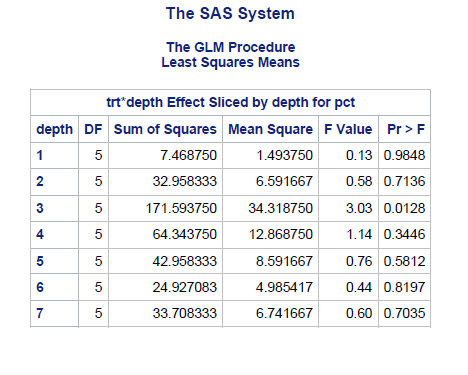 The SAS System
The GLM Procedure
Least Squares Means
trt*depth Effect Sliced by depth for pct
depth DF Sum of Squares Mean Square F Value Pr > F
1 5 7.468750 1.493750 0.13 0.9848
2 5 32.958333 6.591667 0.58 0.7136
3 5 171.593750 34.318750 3.03 0.0128
4 5 64.343750 12.868750 1.14 0.3446
5 5 42.958333 8.591667 0.76 0.5812
6 5 24.927083 4.985417 0.44 0.8197
7 5 33.708333 6.741667 0.60 0.7035